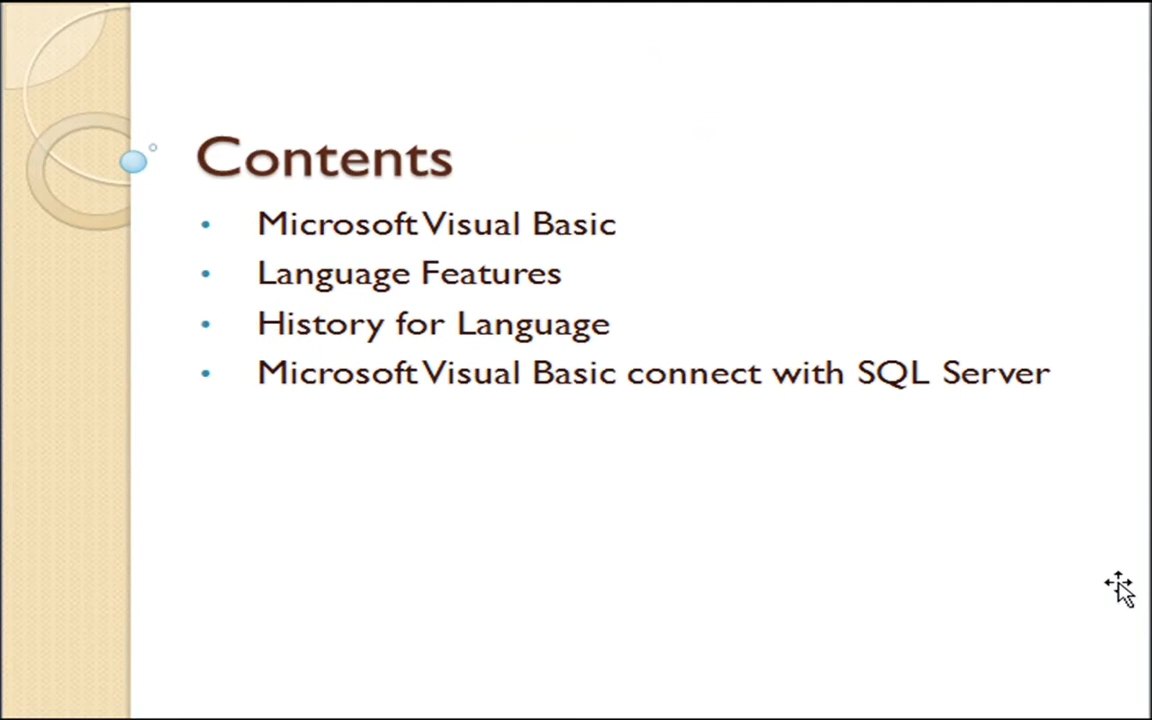 Contents
• Microsoft Visual Basic
• Language Features
• History for Language
• Microsoft Visual Basic connect with SQL Server